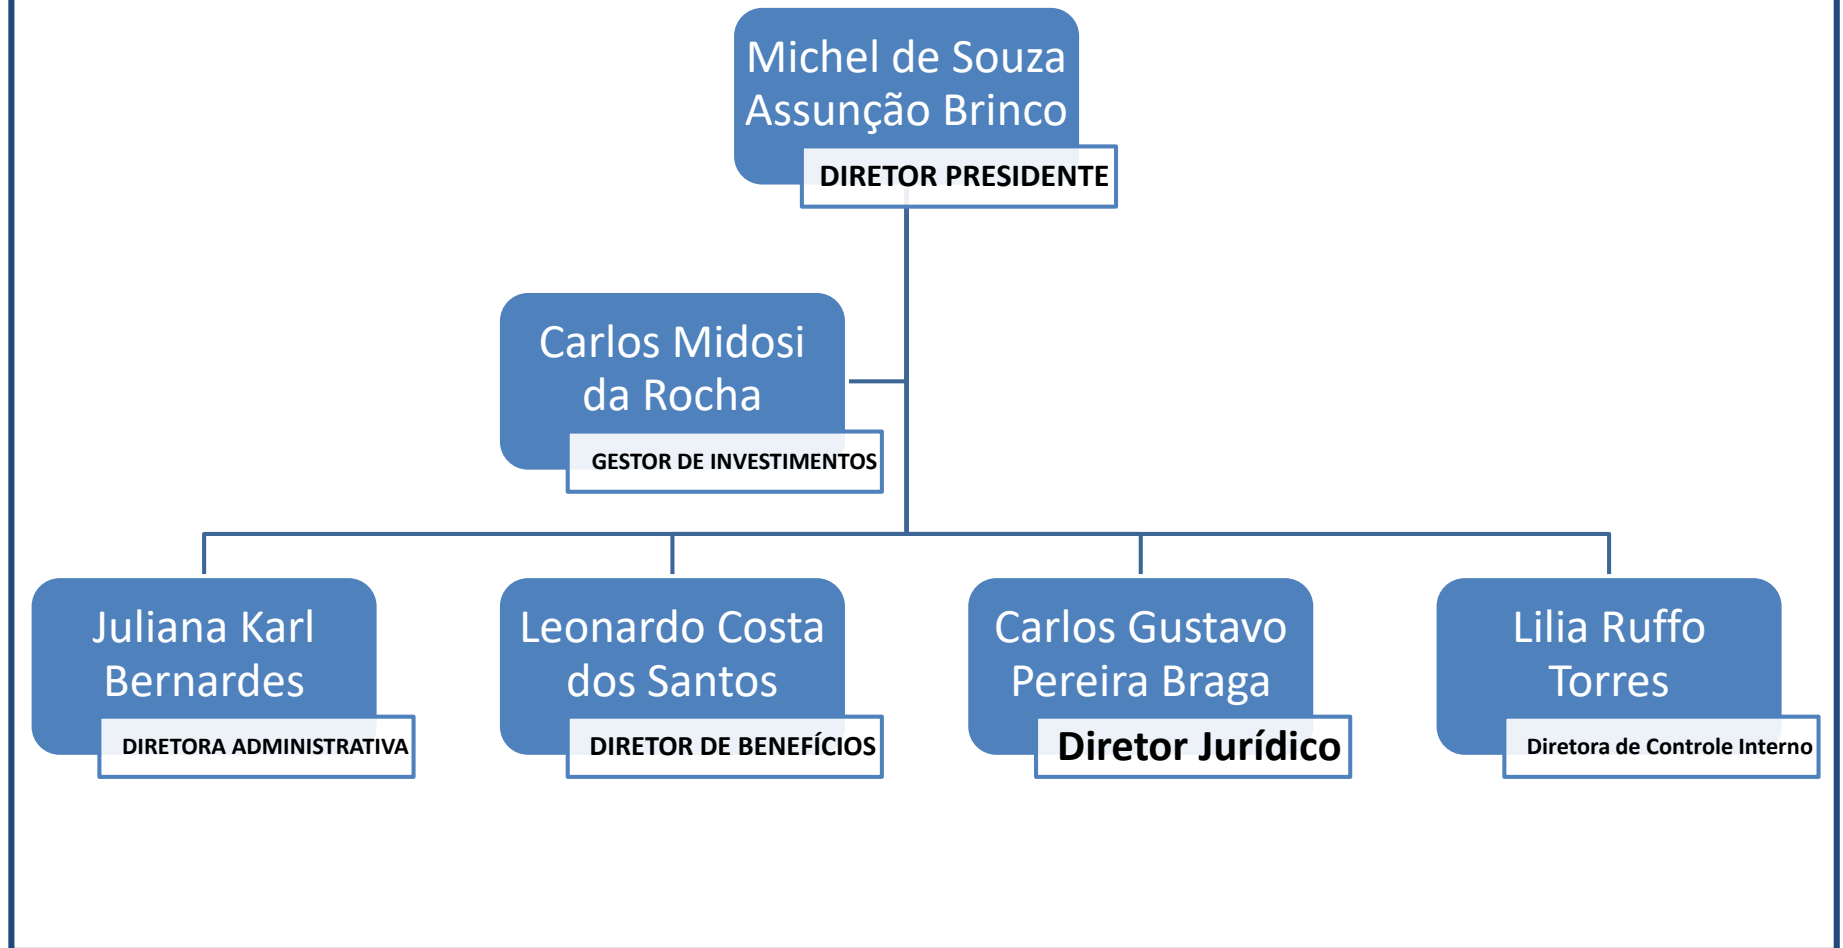 Michel de Souza
Assunção Brinco
DIRETOR PRESIDENTE
Carlos Midosi
da Rocha
GESTOR DE INVESTIMENTOS
Juliana Karl
Bernardes
DIRETORA ADMINISTRATIVA
Leonardo Costa
dos Santos
DIRETOR DE BENEFÍCIOS
Carlos Gustavo
Pereira Braga
Diretor Jurídico
Lilia Ruffo
Torres
Diretora de Controle Interno